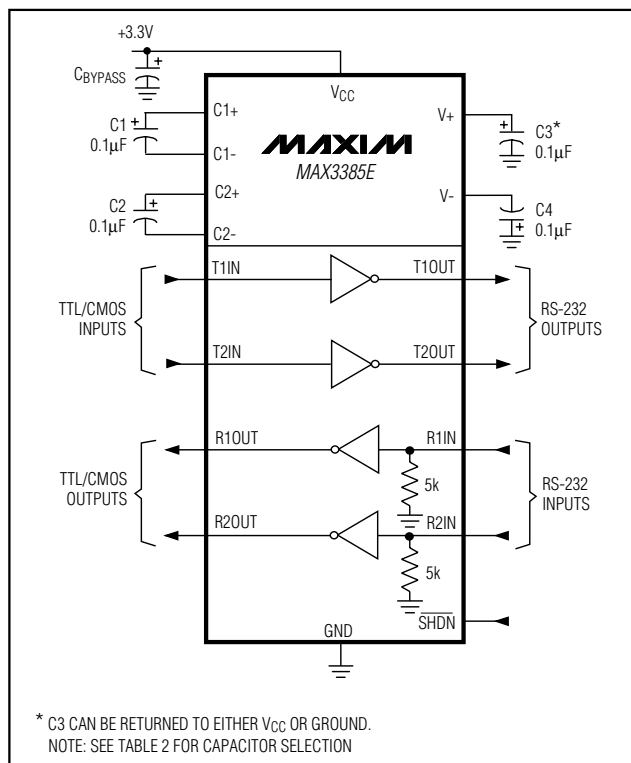 +3.3V
CBYPASS
VCC
C1
0.1µF
C1+
C1-
C2
0.1µF
C2+
C2-
MAXIM
MAX3385E
V+
C3*
0.1µF
V-
C4
0.1µF
TTL/CMOS
INPUTS
T1IN
T1OUT
T2IN
T2OUT
RS-232
OUTPUTS
TTL/CMOS
OUTPUTS
R1OUT
R1IN
5k
R2OUT
R2IN
5k
RS-232
INPUTS
SHDN
GND
* C3 CAN BE RETURNED TO EITHER VCC OR GROUND.
NOTE: SEE TABLE 2 FOR CAPACITOR SELECTION